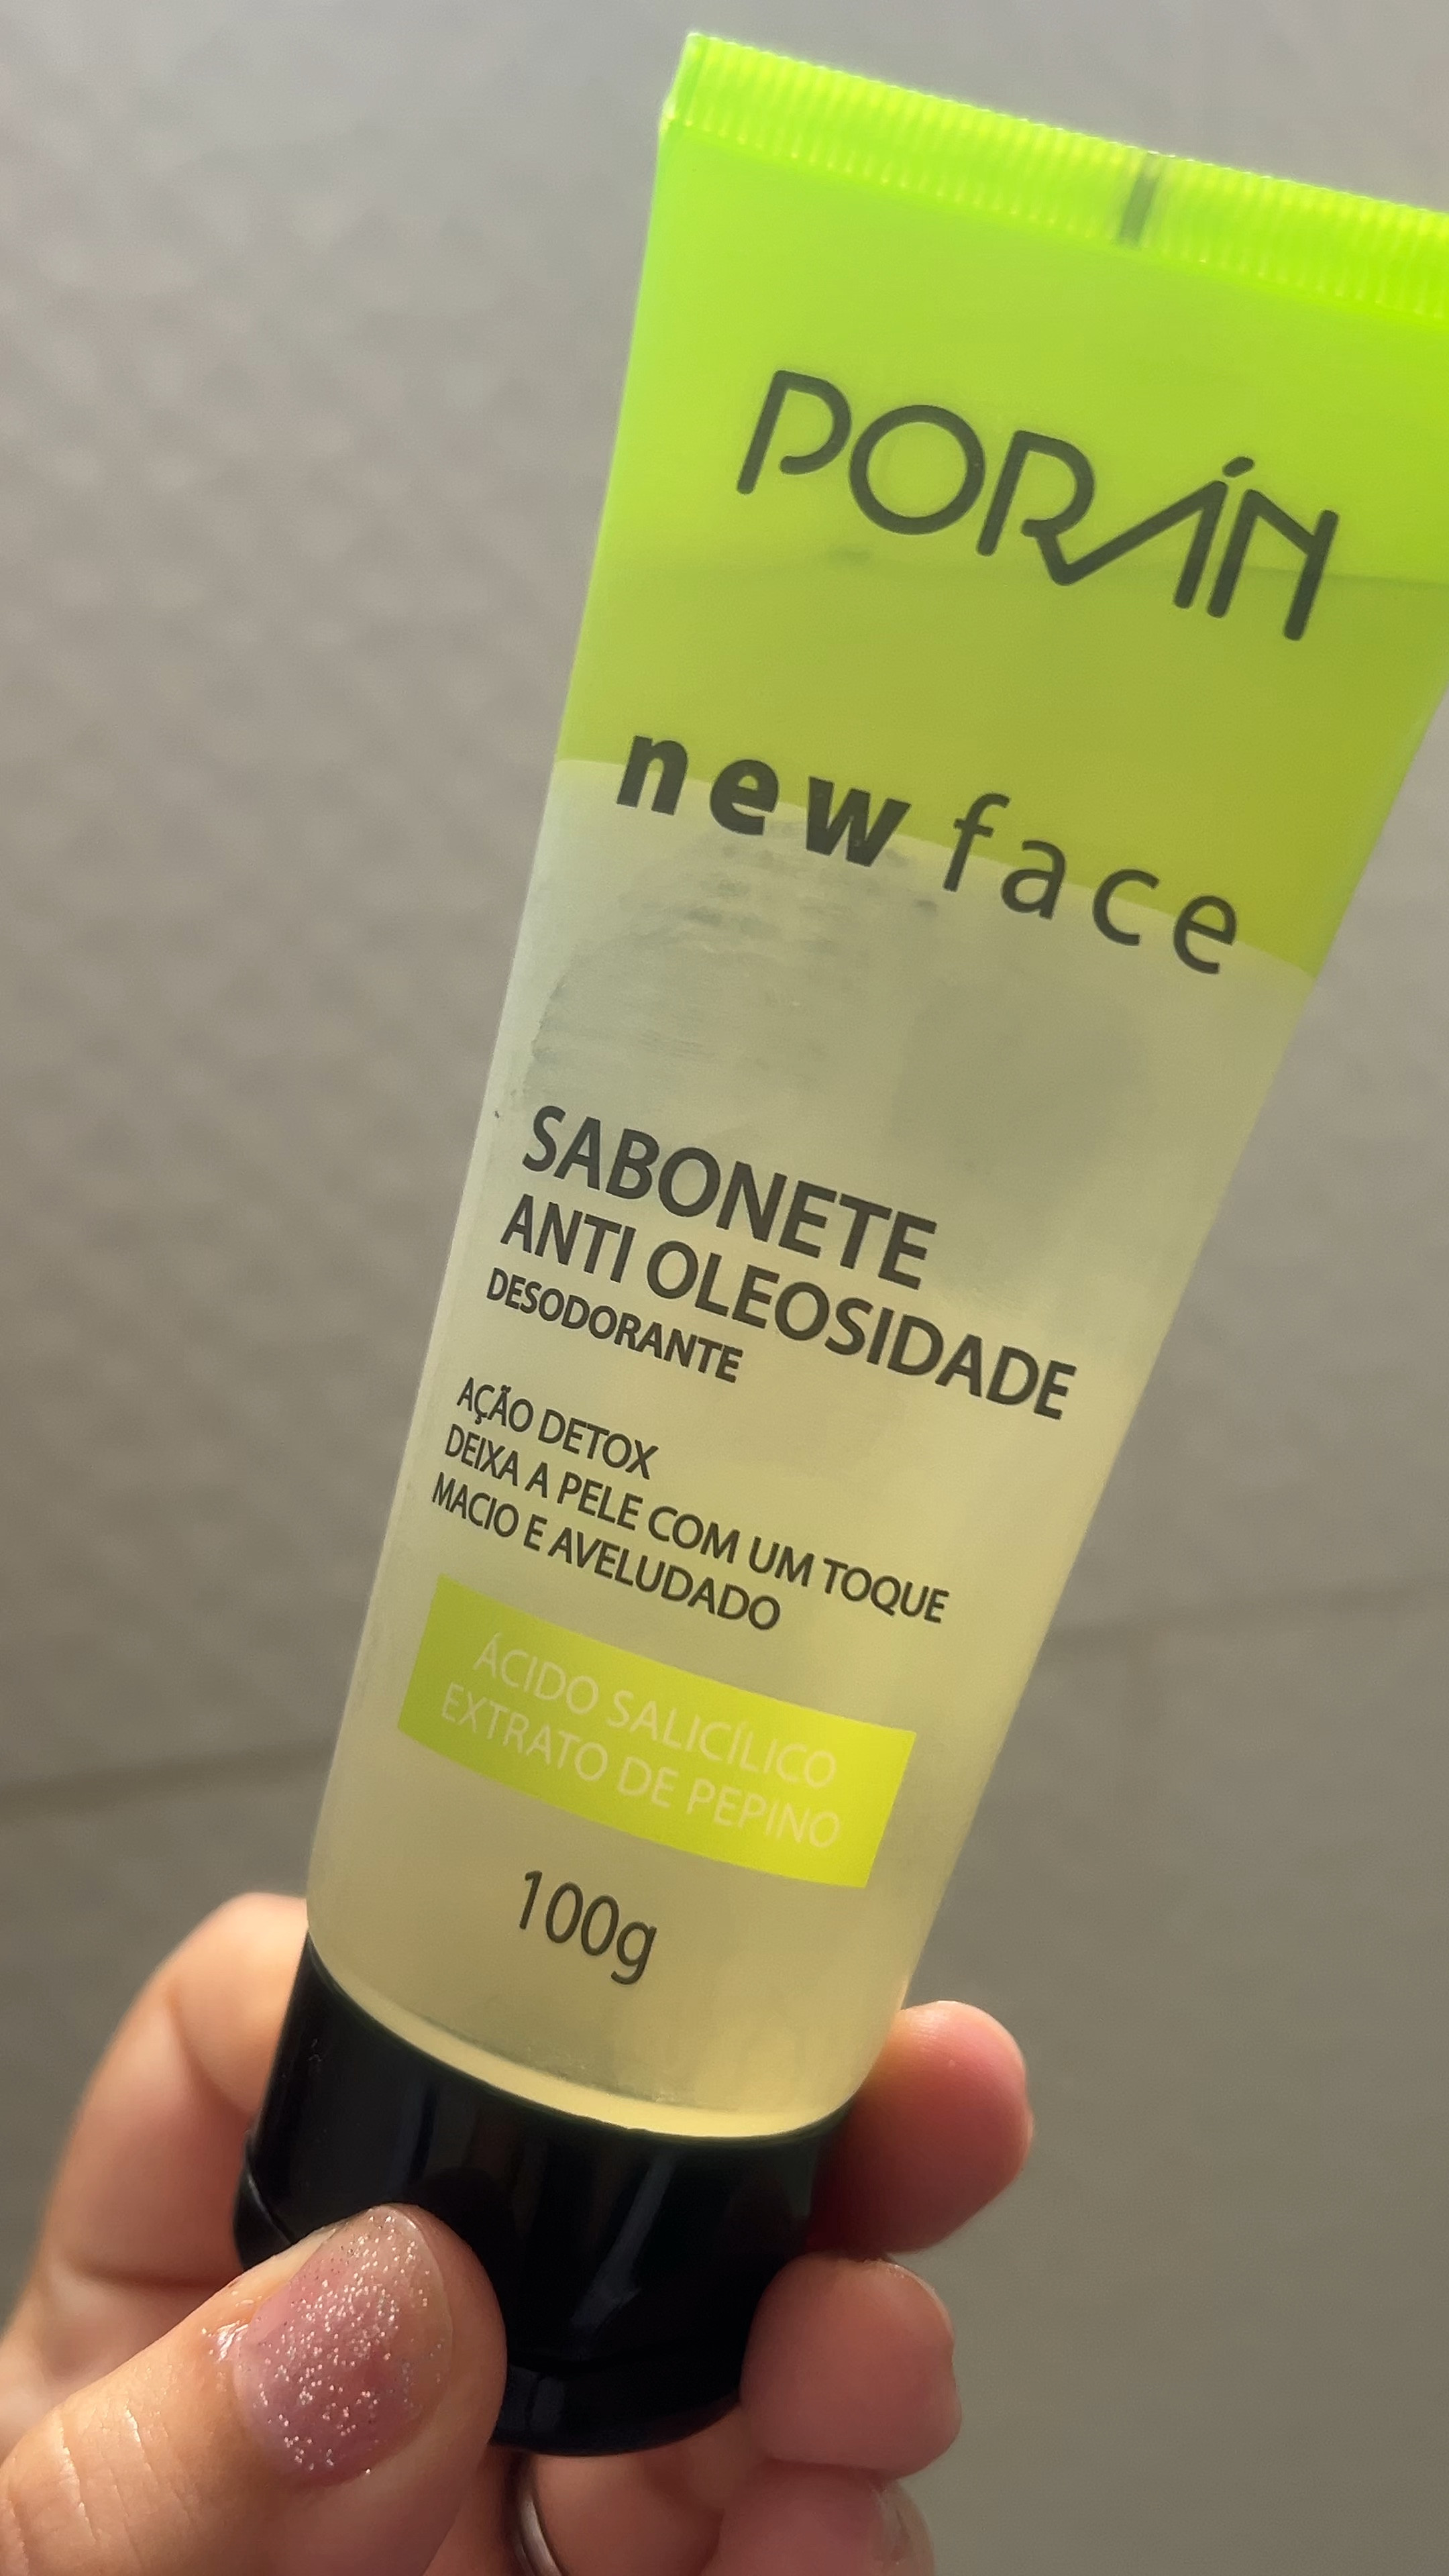 PORÁN
new face
SABONETE
ANTI OLEOSIDADE
DESODORANTE
AÇÃO DETOX
DEIXA A PELE COM UM TOQUE
MACIO E AVELUDADO
ÁCIDO SALICÍLICO
EXTRATO DE PEPINO
100g